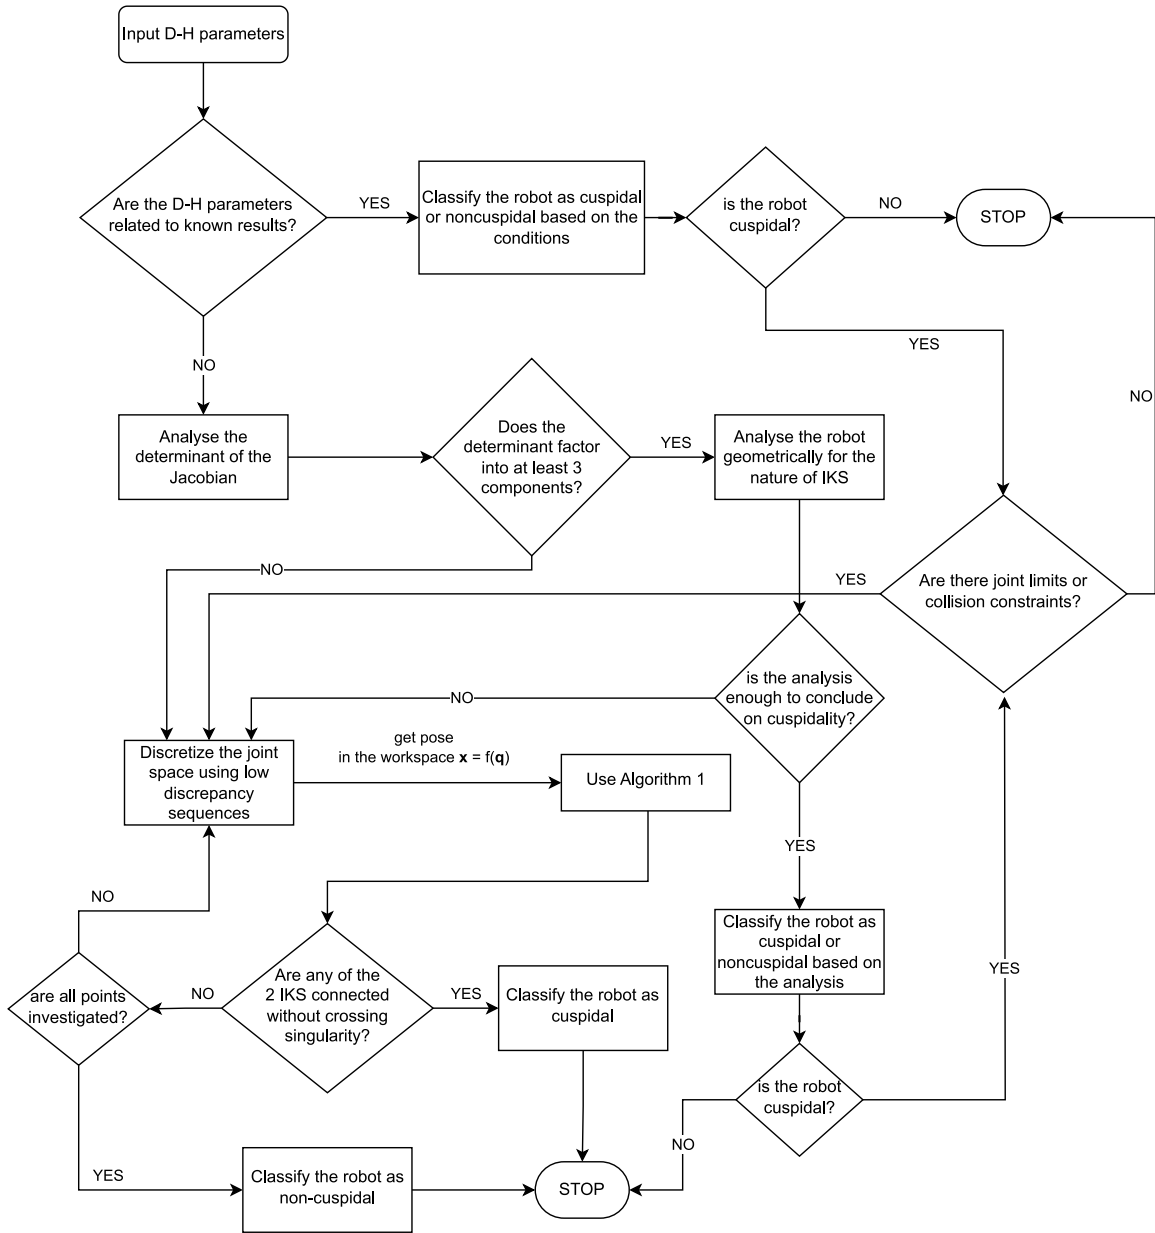 Input D-H parameters
Are the D-H parameters
related to known results?
YES
Classify the robot as cuspidal
or noncuspidal based on the
conditions
is the robot
cuspidal?
NO
STOP
YES
NO
NO
Analyse the
determinant of the
Jacobian
Does the
determinant factor
into at least 3
components?
YES
Analyse the robot
geometrically for the
nature of IKS
NO
YES
Are there joint limits or
collision constraints?
is the analysis
enough to conclude
on cuspidality?
NO
Discretize the joint
space using low
discrepancy
sequences
get pose
in the workspace x = f(q)
Use Algorithm 1
YES
NO
Classify the robot as
cuspidal or
noncuspidal based on
the analysis
YES
are all points
investigated?
NO
Are any of the
2 IKS connected
without crossing
singularity?
YES
Classify the robot as
cuspidal
is the robot
cuspidal?
NO
YES
Classify the robot as
non-cuspidal
STOP